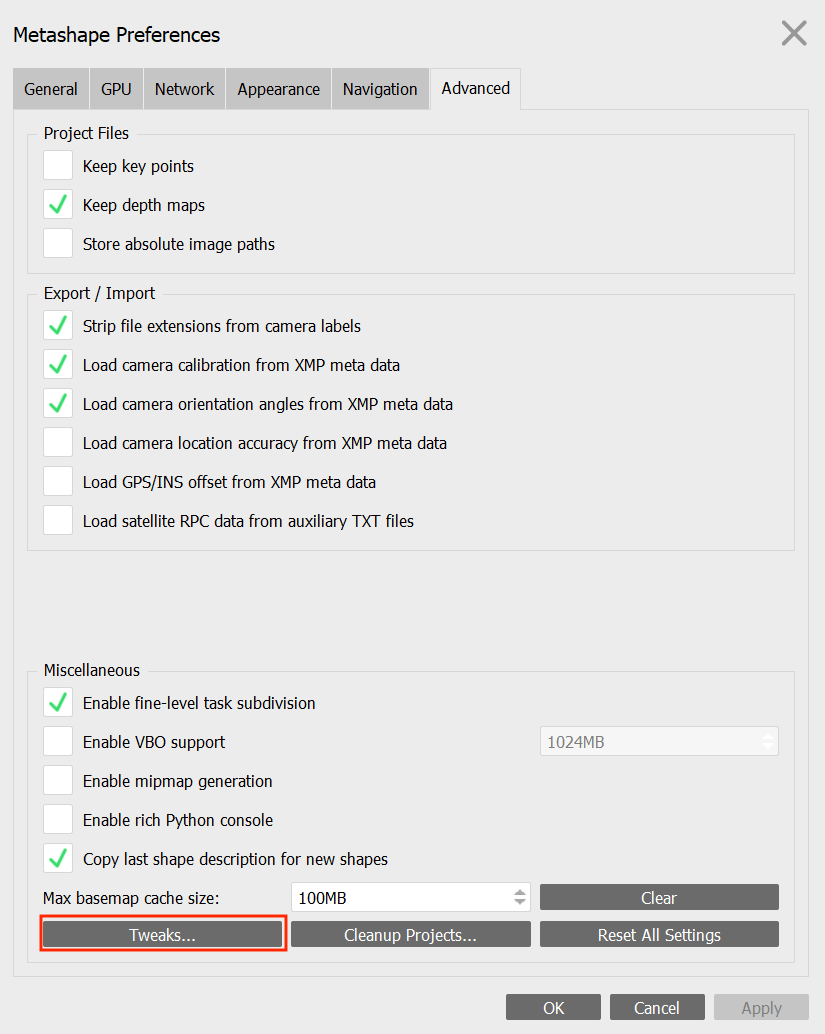 Metashape Preferences
General GPU Network Appearance Navigation Advanced
Project Files
Keep key points
Keep depth maps
Store absolute image paths
Export / Import
Strip file extensions from camera labels
Load camera calibration from XMP meta data
Load camera orientation angles from XMP meta data
Load camera location accuracy from XMP meta data
Load GPS/INS offset from XMP meta data
Load satellite RPC data from auxiliary TXT files
Miscellaneous
Enable fine-level task subdivision
Enable VBO support 1024MB
Enable mipmap generation
Enable rich Python console
Copy last shape description for new shapes
Max basemap cache size: 100MB Clear
Tweaks... Cleanup Projects... Reset All Settings
OK Cancel Apply